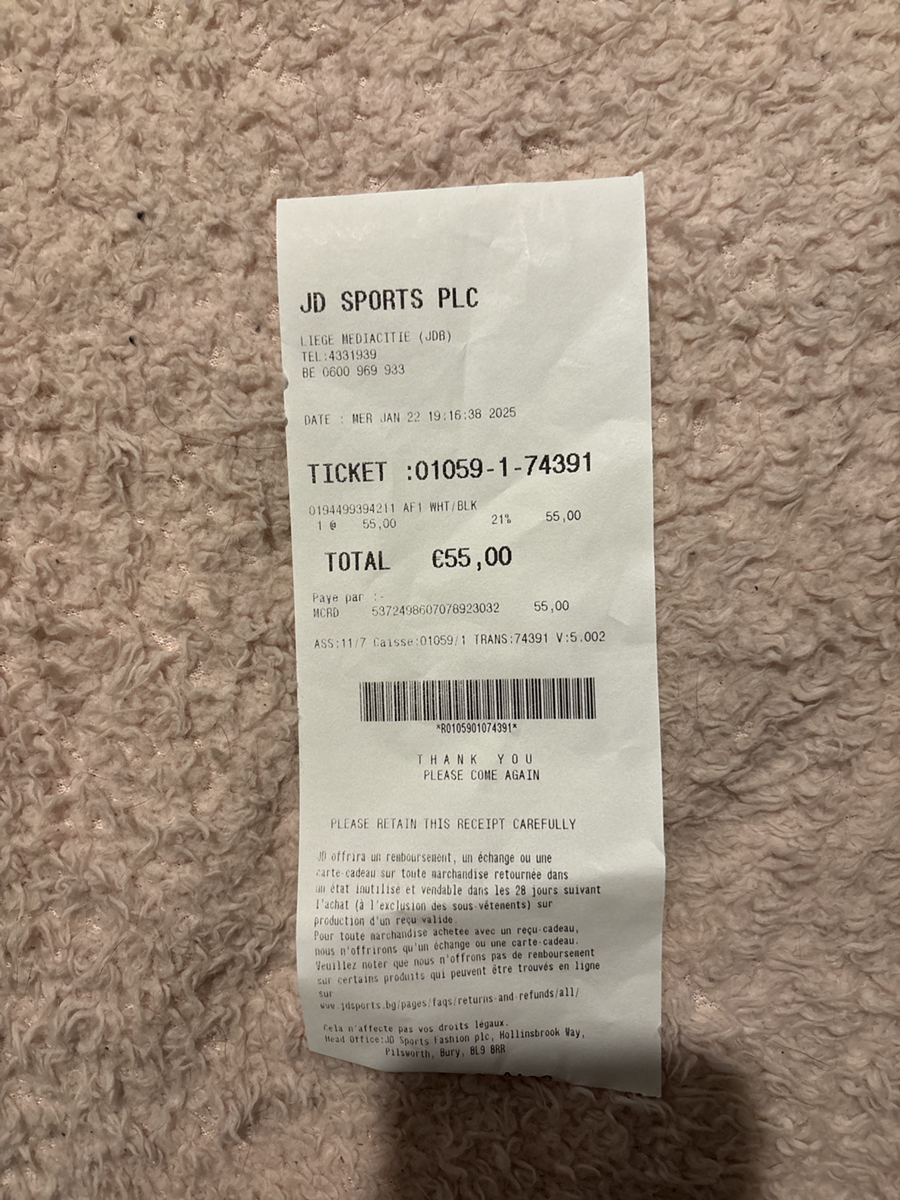 JD SPORTS PLC
LIEGE MEDIACITIE (JDB)
TEL:4331939
BE 0600 969 933
DATE : MER JAN 22 19:16:38 2025
TICKET :01059-1-74391
0194499394211 AF1 WHT/BLK
1 @ 55,00 21% 55,00
TOTAL €55,00
Paye par :-
MCRD 5372498607078923032 55,00
ASS:11/7 Caisse:01059/1 TRANS:74391 V:5.002
*R0105901074391*
THANK YOU
PLEASE COME AGAIN
PLEASE RETAIN THIS RECEIPT CAREFULLY
JD offrira un remboursement, un échange ou une
carte-cadeau sur toute marchandise retournée dans
un état inutilisé et vendable dans les 28 jours suivant
l'achat (à l'exclusion des sous-vêtements) sur
production d'un reçu valide.
Pour toute marchandise achetee avec un reçu-cadeau,
nous n'offrirons qu'un échange ou une carte-cadeau.
Veuillez noter que nous n'offrons pas de remboursement
sur certains produits qui peuvent être trouvés en ligne
sur
www.jdsports.bg/pages/faqs/returns-and-refunds/all/
Cela n'affecte pas vos droits légaux.
Head Office:JD Sports Fashion plc, Hollinsbrook Way,
Pilsworth, Bury, BL9 8RR